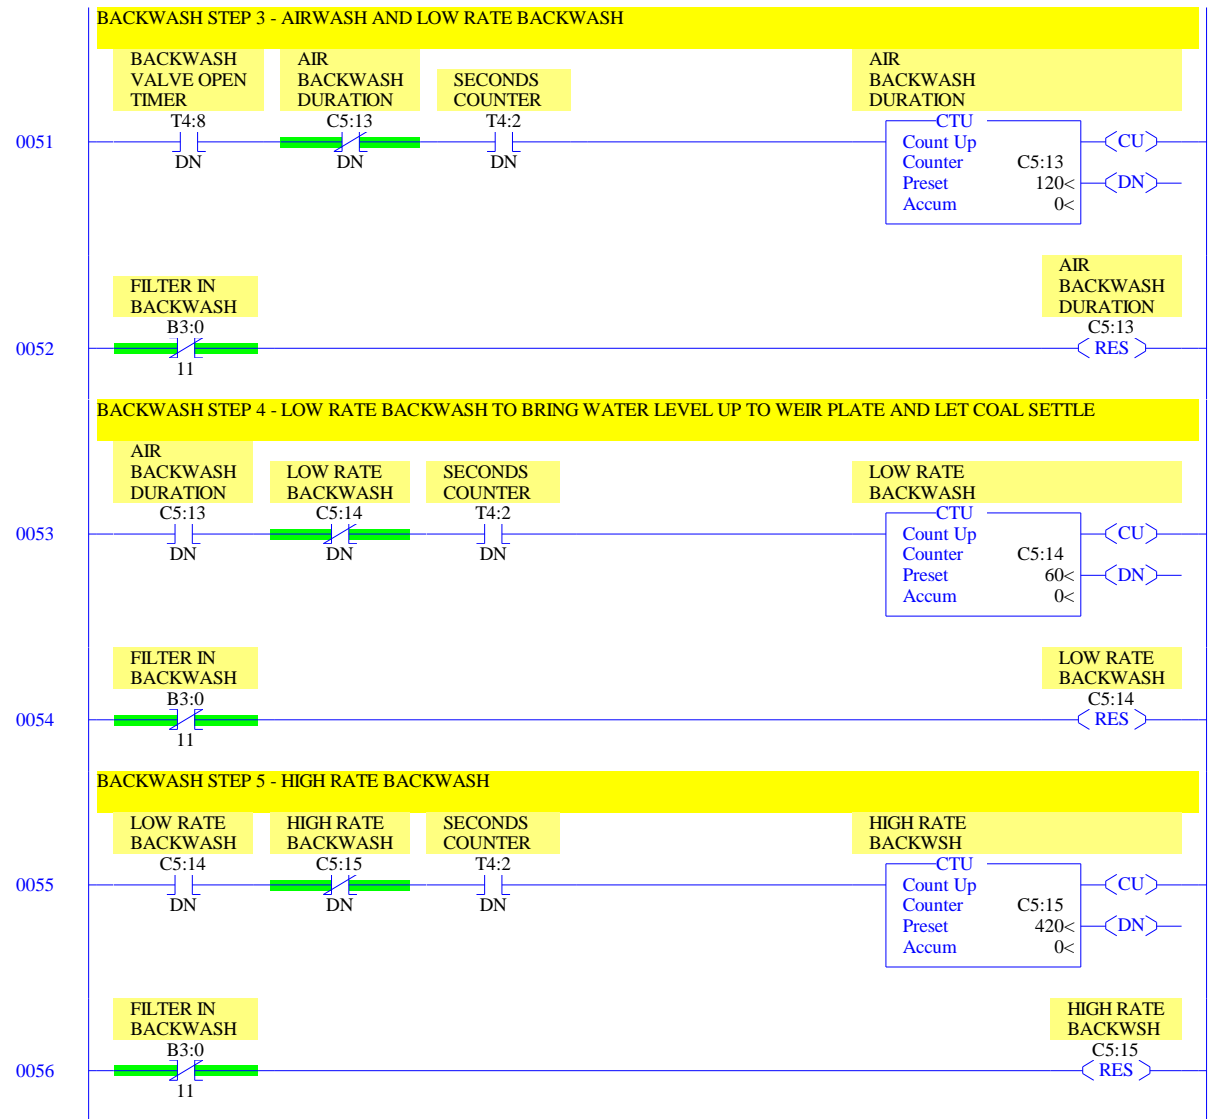 BACKWASH STEP 3 - AIRWASH AND LOW RATE BACKWASH
BACKWASH
VALVE OPEN
TIMER
T4:8
DN
AIR
BACKWASH
DURATION
C5:13
DN
SECONDS
COUNTER
T4:2
DN
AIR
BACKWASH
DURATION
CTU
Count Up
Counter C5:13
Preset 120<
Accum 0<
CU
DN
0051
FILTER IN
BACKWASH
B3:0
11
AIR
BACKWASH
DURATION
C5:13
RES
0052
BACKWASH STEP 4 - LOW RATE BACKWASH TO BRING WATER LEVEL UP TO WEIR PLATE AND LET COAL SETTLE
AIR
BACKWASH
DURATION
C5:13
DN
LOW RATE
BACKWASH
C5:14
DN
SECONDS
COUNTER
T4:2
DN
LOW RATE
BACKWASH
CTU
Count Up
Counter C5:14
Preset 60<
Accum 0<
CU
DN
0053
FILTER IN
BACKWASH
B3:0
11
LOW RATE
BACKWASH
C5:14
RES
0054
BACKWASH STEP 5 - HIGH RATE BACKWASH
LOW RATE
BACKWASH
C5:14
DN
HIGH RATE
BACKWASH
C5:15
DN
SECONDS
COUNTER
T4:2
DN
HIGH RATE
BACKWSH
CTU
Count Up
Counter C5:15
Preset 420<
Accum 0<
CU
DN
0055
FILTER IN
BACKWASH
B3:0
11
HIGH RATE
BACKWSH
C5:15
RES
0056